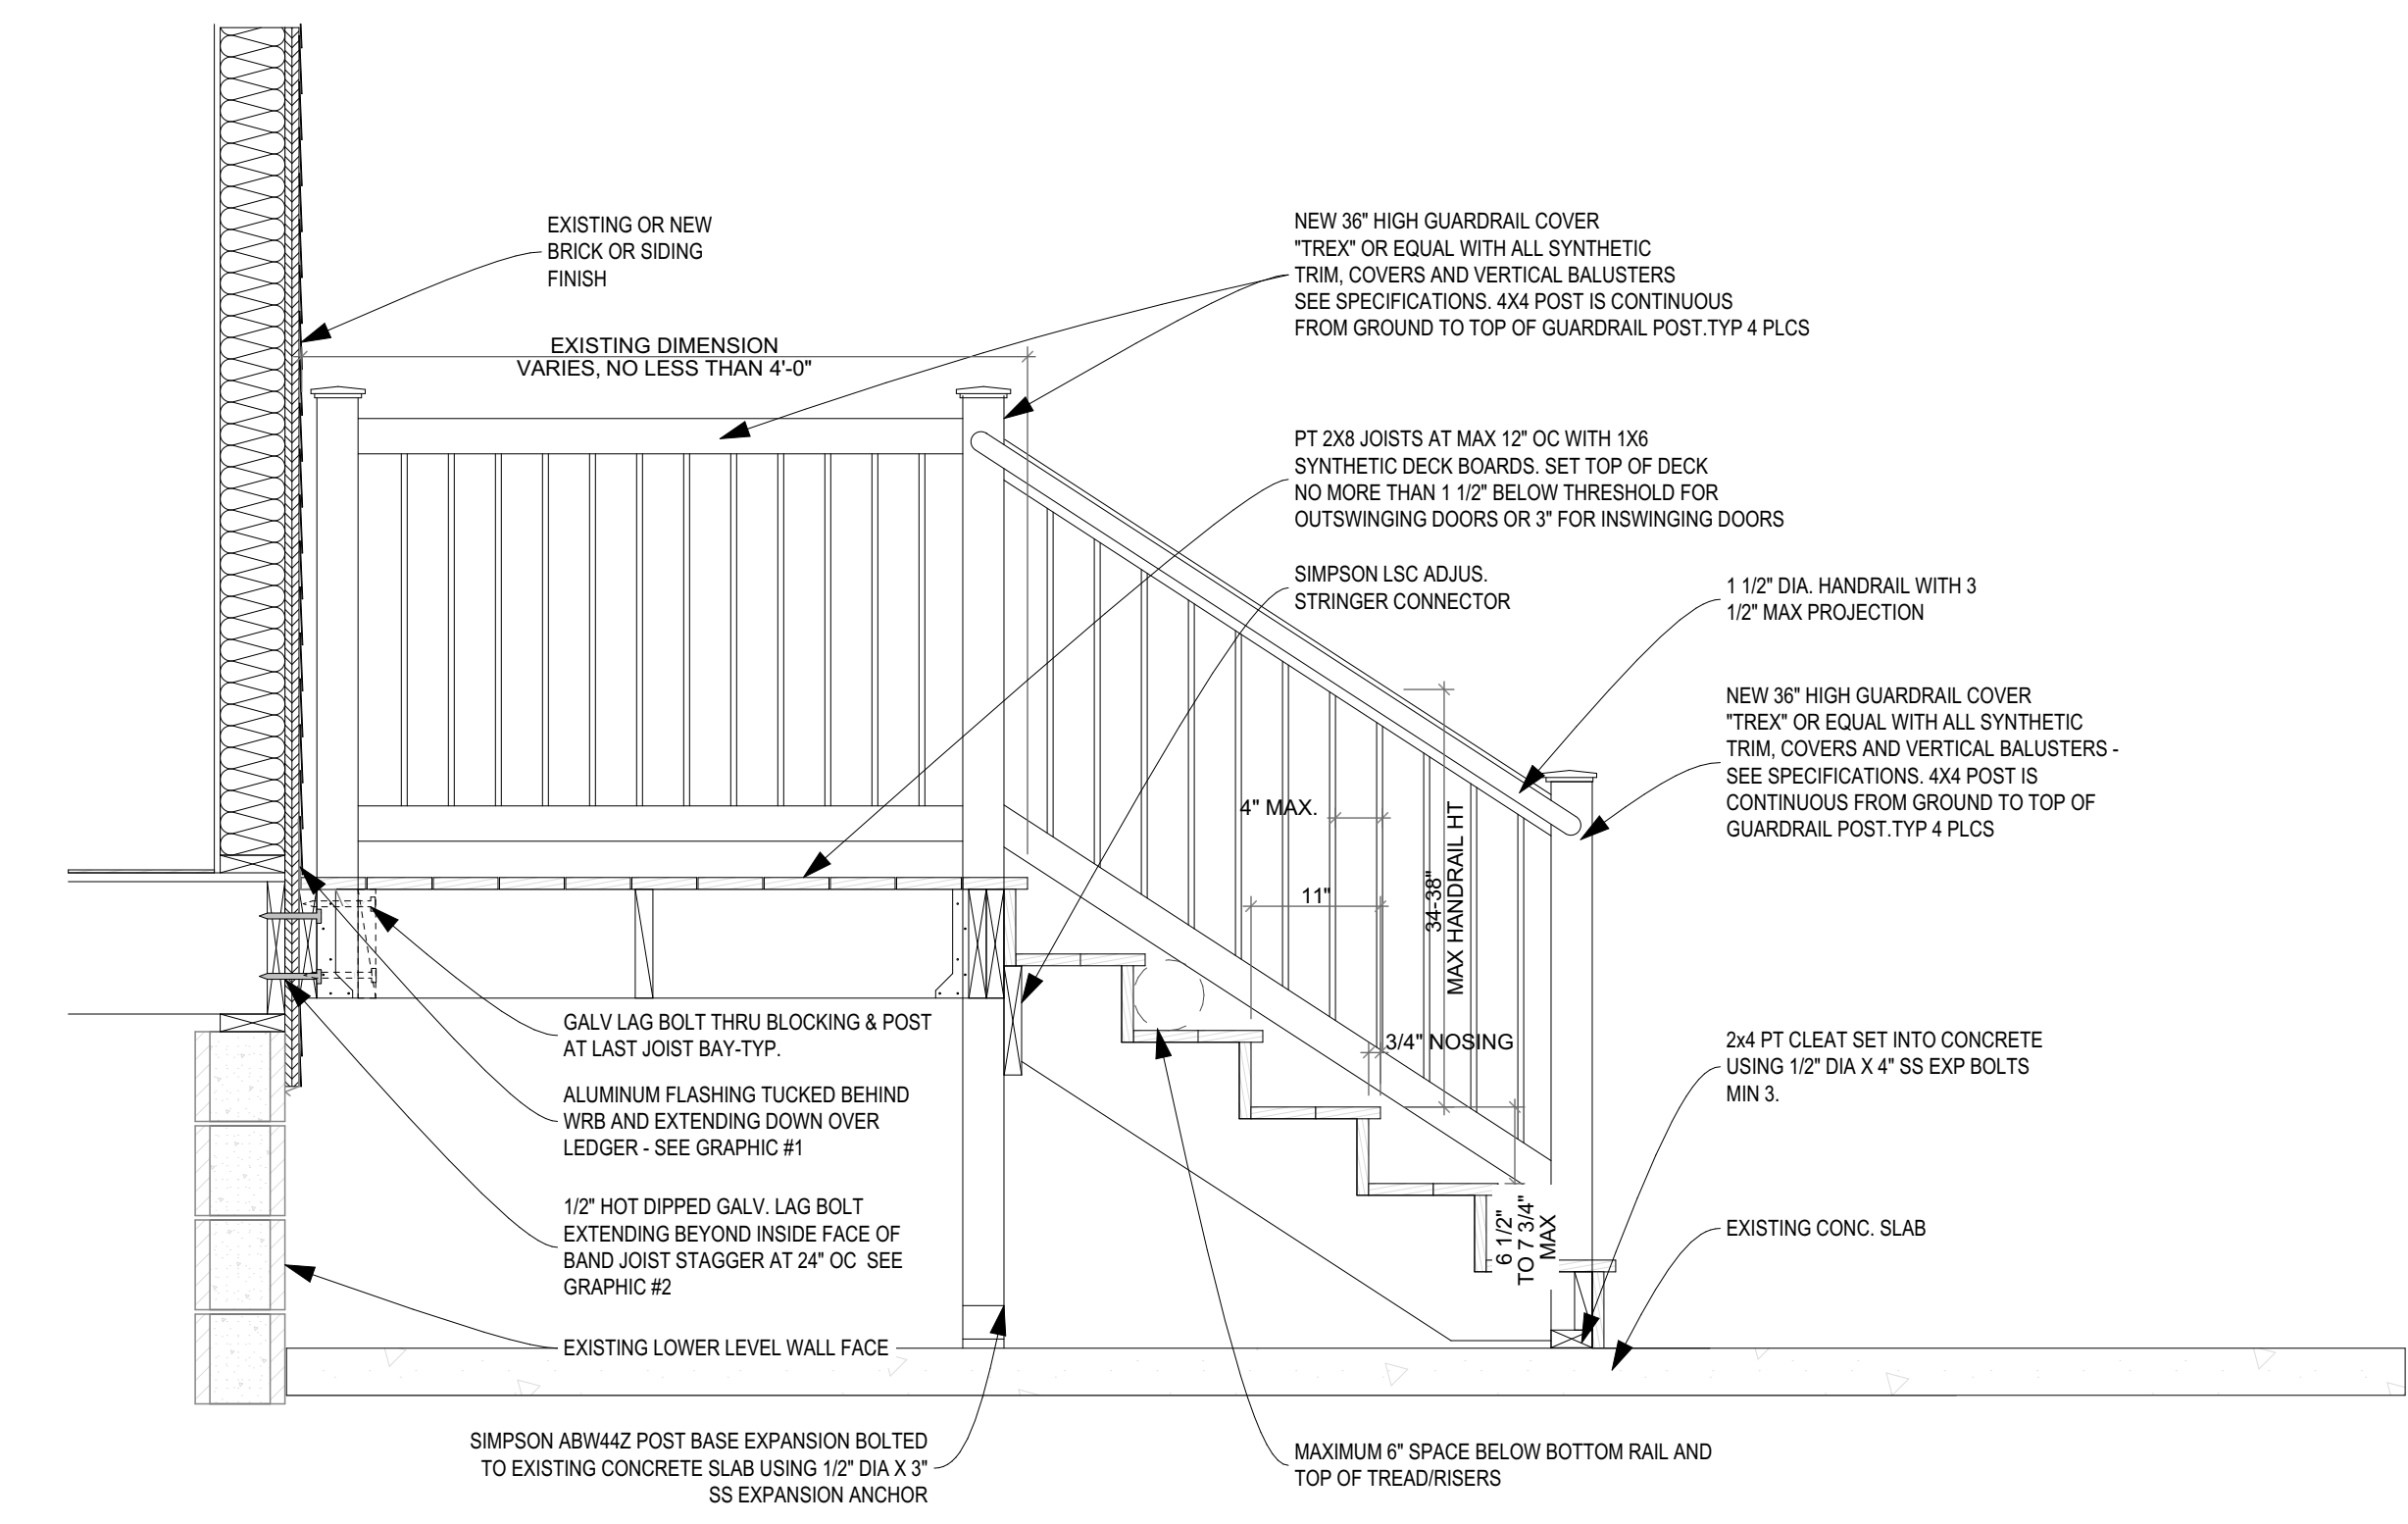 EXISTING OR NEW
BRICK OR SIDING
FINISH
NEW 36" HIGH GUARDRAIL COVER
"TREX" OR EQUAL WITH ALL SYNTHETIC
TRIM, COVERS AND VERTICAL BALUSTERS
SEE SPECIFICATIONS. 4X4 POST IS CONTINUOUS
FROM GROUND TO TOP OF GUARDRAIL POST.TYP 4 PLCS
EXISTING DIMENSION
VARIES, NO LESS THAN 4'-0"
PT 2X8 JOISTS AT MAX 12" OC WITH 1X6
SYNTHETIC DECK BOARDS. SET TOP OF DECK
NO MORE THAN 1 1/2" BELOW THRESHOLD FOR
OUTSWINGING DOORS OR 3" FOR INSWINGING DOORS
SIMPSON LSC ADJUS.
STRINGER CONNECTOR
1 1/2" DIA. HANDRAIL WITH 3
1/2" MAX PROJECTION
NEW 36" HIGH GUARDRAIL COVER
"TREX" OR EQUAL WITH ALL SYNTHETIC
TRIM, COVERS AND VERTICAL BALUSTERS -
SEE SPECIFICATIONS. 4X4 POST IS
CONTINUOUS FROM GROUND TO TOP OF
GUARDRAIL POST.TYP 4 PLCS
4" MAX.
11"
34-38"
MAX HANDRAIL HT
3/4" NOSING
6 1/2"
TO 7 3/4"
MAX
GALV LAG BOLT THRU BLOCKING & POST
AT LAST JOIST BAY-TYP.
ALUMINUM FLASHING TUCKED BEHIND
WRB AND EXTENDING DOWN OVER
LEDGER - SEE GRAPHIC #1
1/2" HOT DIPPED GALV. LAG BOLT
EXTENDING BEYOND INSIDE FACE OF
BAND JOIST STAGGER AT 24" OC SEE
GRAPHIC #2
EXISTING LOWER LEVEL WALL FACE
2x4 PT CLEAT SET INTO CONCRETE
USING 1/2" DIA X 4" SS EXP BOLTS
MIN 3.
EXISTING CONC. SLAB
SIMPSON ABW44Z POST BASE EXPANSION BOLTED
TO EXISTING CONCRETE SLAB USING 1/2" DIA X 3"
SS EXPANSION ANCHOR
MAXIMUM 6" SPACE BELOW BOTTOM RAIL AND
TOP OF TREAD/RISERS